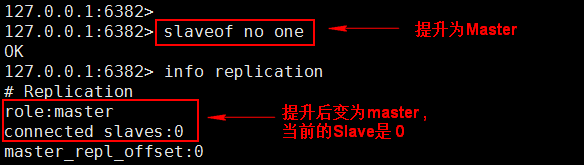 127.0.0.1:6382>
127.0.0.1:6382> slaveof no one
提升为Master
OK
127.0.0.1:6382> info replication
# Replication
role:master
提升后变为master，
connected_slaves:0
当前的Slave是 0
master_repl_offset:0